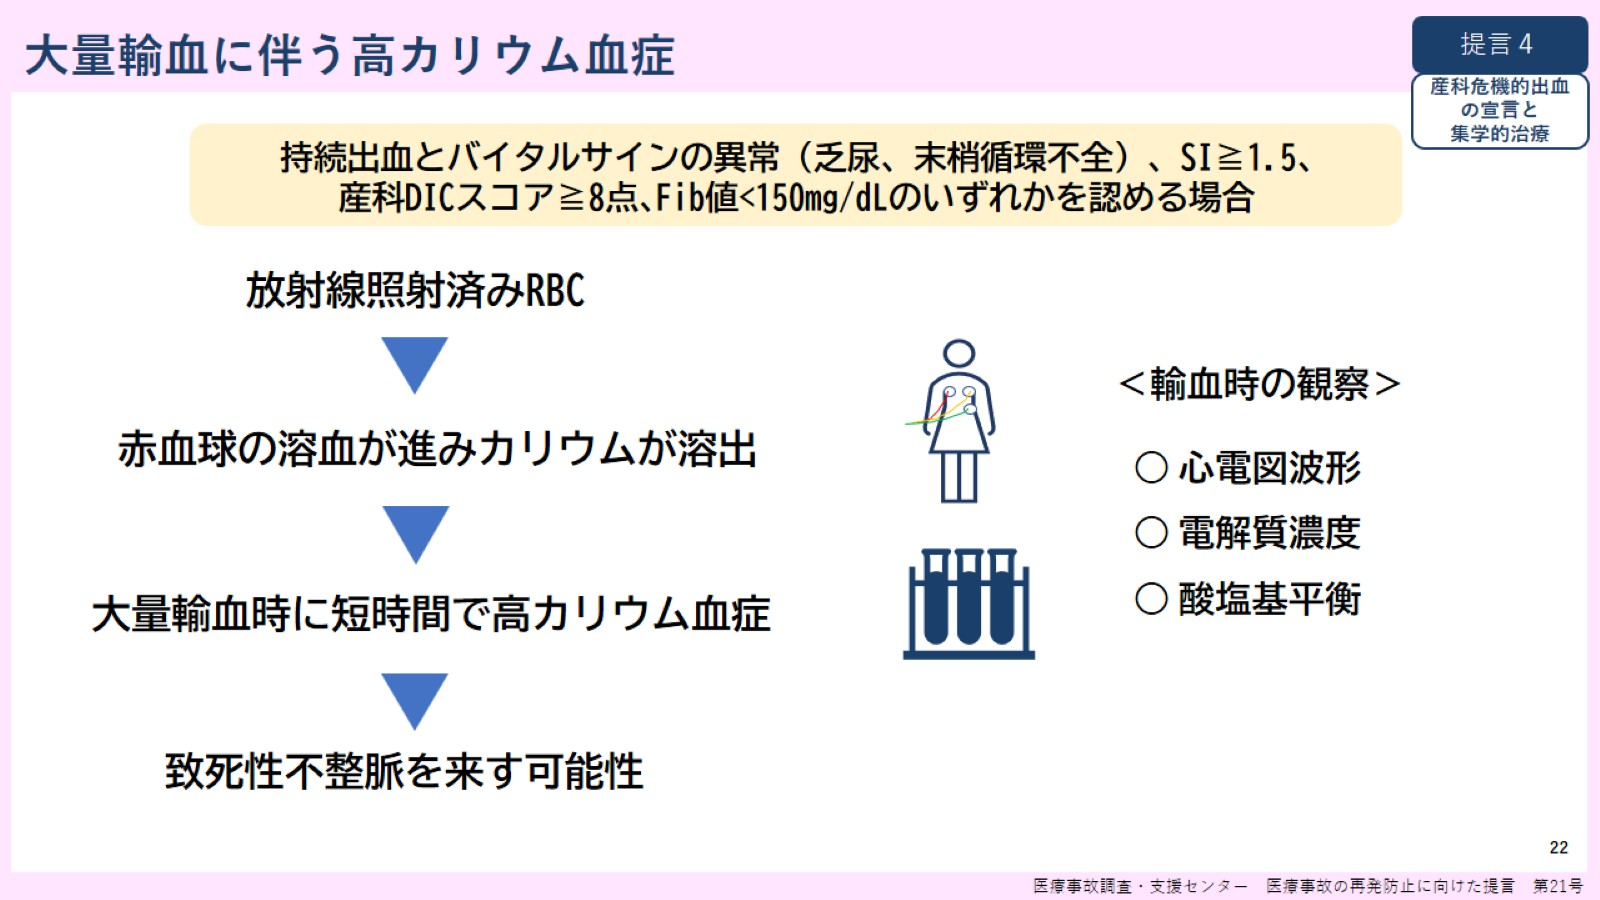 大量輸血に伴う高カリウム血症
提言４
産科危機的出血
の宣言と
集学的治療
持続出血とバイタルサインの異常（乏尿、末梢循環不全）、SI≧1.5、
産科DICスコア≧8点、Fib値<150mg/dLのいずれかを認める場合
放射線照射済みRBC
赤血球の溶血が進みカリウムが溶出
大量輸血時に短時間で高カリウム血症
致死性不整脈を来す可能性
＜輸血時の観察＞
○ 心電図波形
○ 電解質濃度
○ 酸塩基平衡
22
医療事故調査・支援センター　医療事故の再発防止に向けた提言　第21号